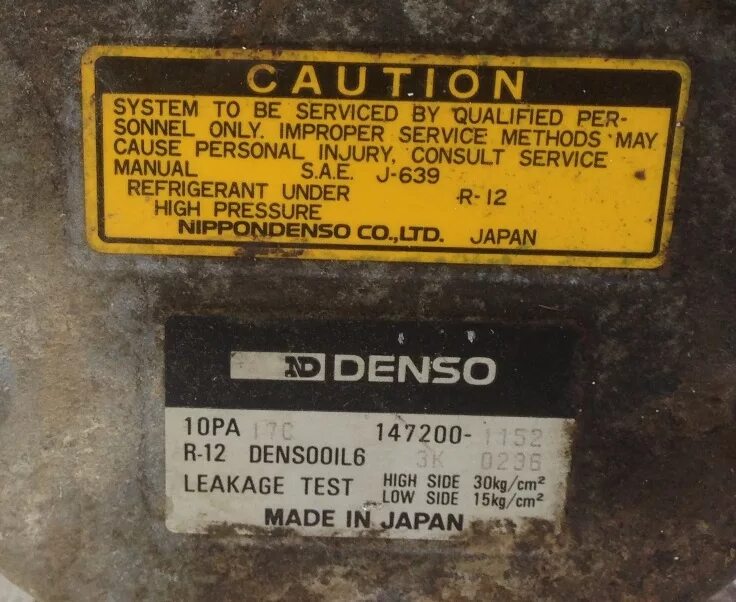 CAUTION
SYSTEM TO BE SERVICED BY QUALIFIED PER-
SONNEL ONLY. IMPROPER SERVICE METHODS MAY
CAUSE PERSONAL INJURY, CONSULT SERVICE
MANUAL S.A.E. J-639
REFRIGERANT UNDER R-12
HIGH PRESSURE
NIPPONDENSO CO.,LTD. JAPAN
ND DENSO
10PA 17C 147200-1152
R-12 DENSOOIL6 3K 0236
LEAKAGE TEST HIGH SIDE 30kg/cm²
LOW SIDE 15kg/cm²
MADE IN JAPAN